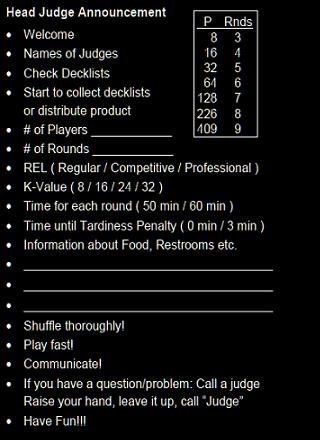 Head Judge Announcement
P Rnds
8 3
16 4
32 5
64 6
128 7
226 8
409 9
• Welcome
• Names of Judges
• Check Decklists
• Start to collect decklists
or distribute product
• # of Players ____________
• # of Rounds ____________
• REL ( Regular / Competitive / Professional )
• K-Value ( 8 / 16 / 24 / 32 )
• Time for each round ( 50 min / 60 min )
• Time until Tardiness Penalty ( 0 min / 3 min )
• Information about Food, Restrooms etc.
• ____________________________________
• ____________________________________
• ____________________________________
• Shuffle thoroughly!
• Play fast!
• Communicate!
• If you have a question/problem: Call a judge
Raise your hand, leave it up, call “Judge”
• Have Fun!!!